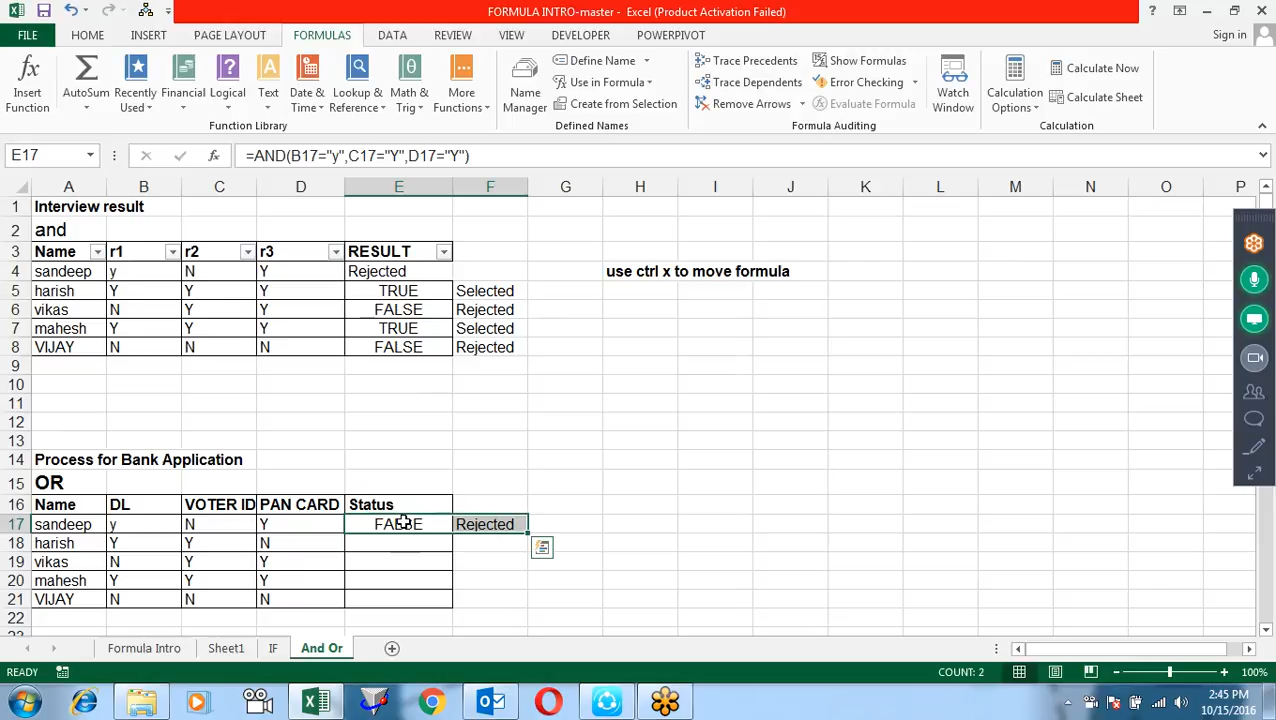 FORMULA INTRO-master - Excel (Product Activation Failed)
FILE HOME INSERT PAGE LAYOUT FORMULAS DATA REVIEW VIEW DEVELOPER POWERPIVOT Sign in
Insert Function
AutoSum
Recently Used
Financial
Logical
Text
Date & Time
Lookup & Reference
Math & Trig
More Functions
Function Library
Name Manager
Define Name
Use in Formula
Create from Selection
Defined Names
Trace Precedents
Trace Dependents
Remove Arrows
Show Formulas
Error Checking
Evaluate Formula
Formula Auditing
Watch Window
Calculation Options
Calculate Now
Calculate Sheet
Calculation
E17 =AND(B17="y",C17="Y",D17="Y")
A B C D E F G H I J K L M N O P
1 Interview result
2 and
3 Name r1 r2 r3 RESULT
4 sandeep y N Y Rejected use ctrl x to move formula
5 harish Y Y Y TRUE Selected
6 vikas N Y Y FALSE Rejected
7 mahesh Y Y Y TRUE Selected
8 VIJAY N N N FALSE Rejected
9
10
11
12
13
14 Process for Bank Application
15 OR
16 Name DL VOTER ID PAN CARD Status
17 sandeep y N Y FALSE Rejected
18 harish Y Y N
19 vikas N Y Y
20 mahesh Y Y Y
21 VIJAY N N N
22
23
Formula Intro Sheet1 IF And Or
READY COUNT: 2 100%
2:45 PM
10/15/2016